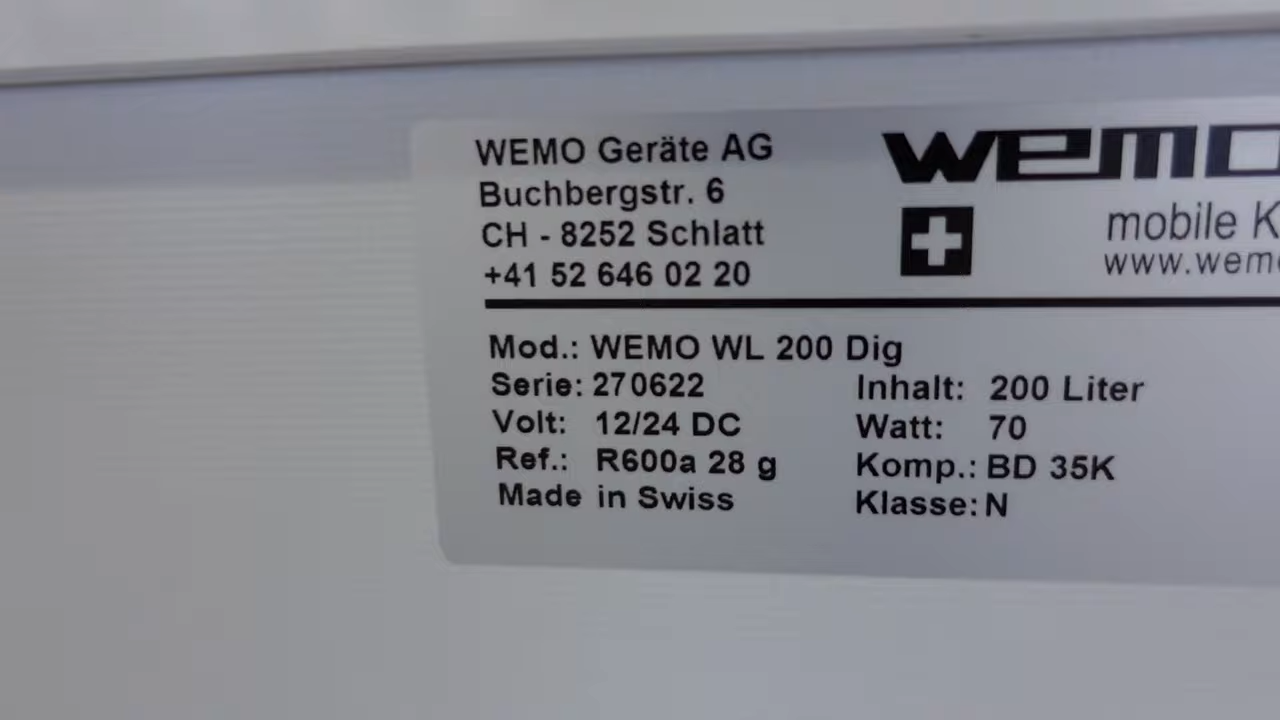 WEMO Geräte AG
Buchbergstr. 6
CH - 8252 Schlatt
+41 52 646 02 20
wemo
mobile
Mod.: WEMO WL 200 Dig
Serie: 270622 Inhalt: 200 Liter
Volt: 12/24 DC Watt: 70
Ref.: R600a 28 g Komp.: BD 35K
Made in Swiss Klasse: N